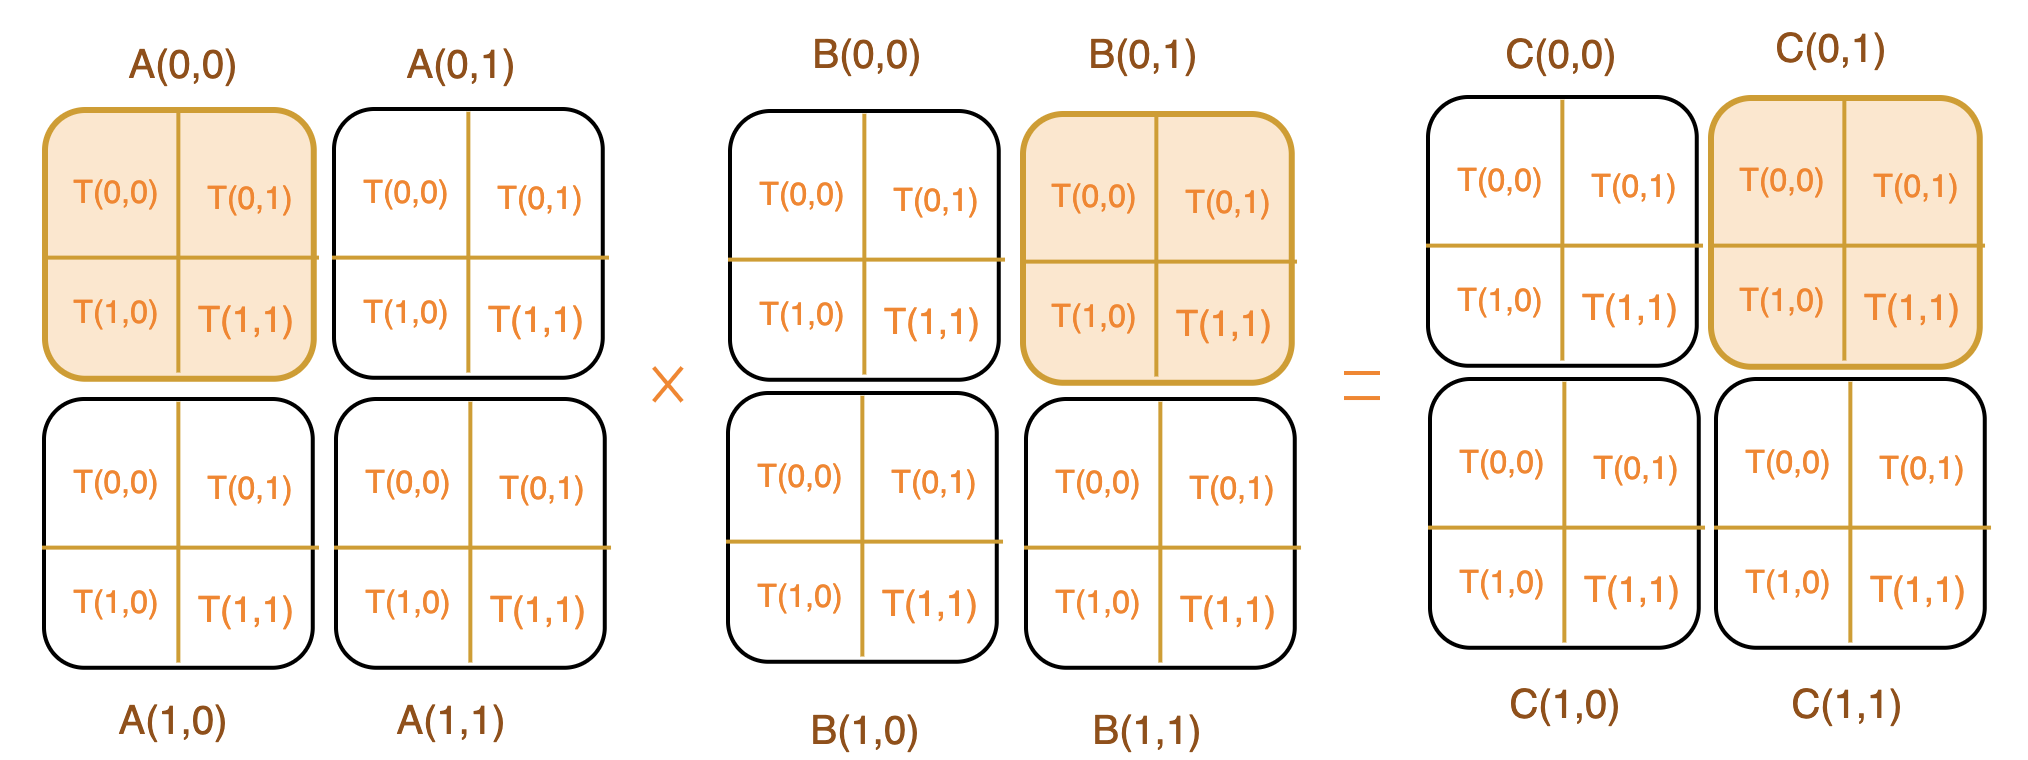 A(0,0) A(0,1) B(0,0) B(0,1) C(0,0) C(0,1)
T(0,0) T(0,1) T(0,0) T(0,1) T(0,0) T(0,1) T(0,0) T(0,1) T(0,0) T(0,1) T(0,0) T(0,1)
T(1,0) T(1,1) T(1,0) T(1,1) T(1,0) T(1,1) T(1,0) T(1,1) T(1,0) T(1,1) T(1,0) T(1,1)
× =
T(0,0) T(0,1) T(0,0) T(0,1) T(0,0) T(0,1) T(0,0) T(0,1) T(0,0) T(0,1) T(0,0) T(0,1)
T(1,0) T(1,1) T(1,0) T(1,1) T(1,0) T(1,1) T(1,0) T(1,1) T(1,0) T(1,1) T(1,0) T(1,1)
A(1,0) A(1,1) B(1,0) B(1,1) C(1,0) C(1,1)